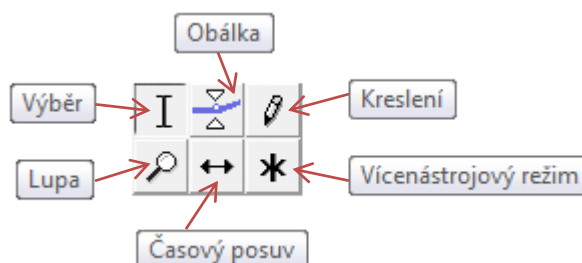 Obálka
Výběr
Kreslení
Lupa
Vícenástrojový režim
Časový posuv